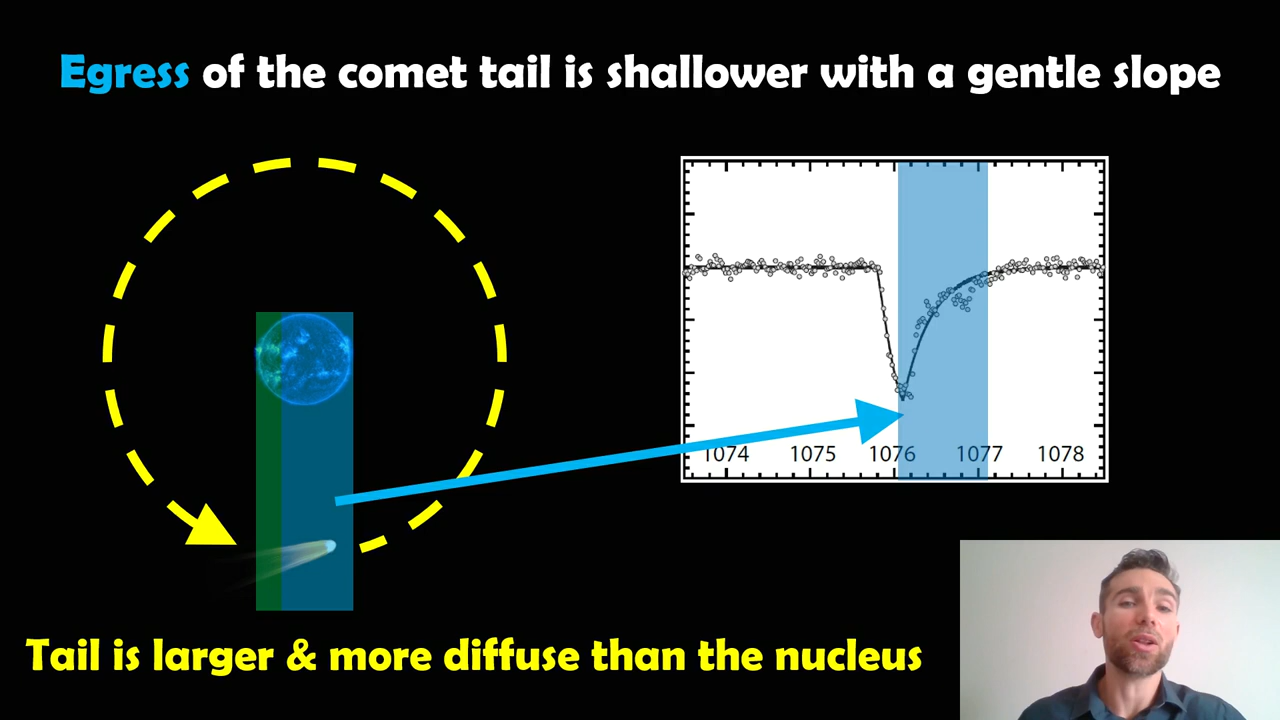 Egress of the comet tail is shallower with a gentle slope
1074 1075 1076 1077 1078
Tail is larger & more diffuse than the nucleus